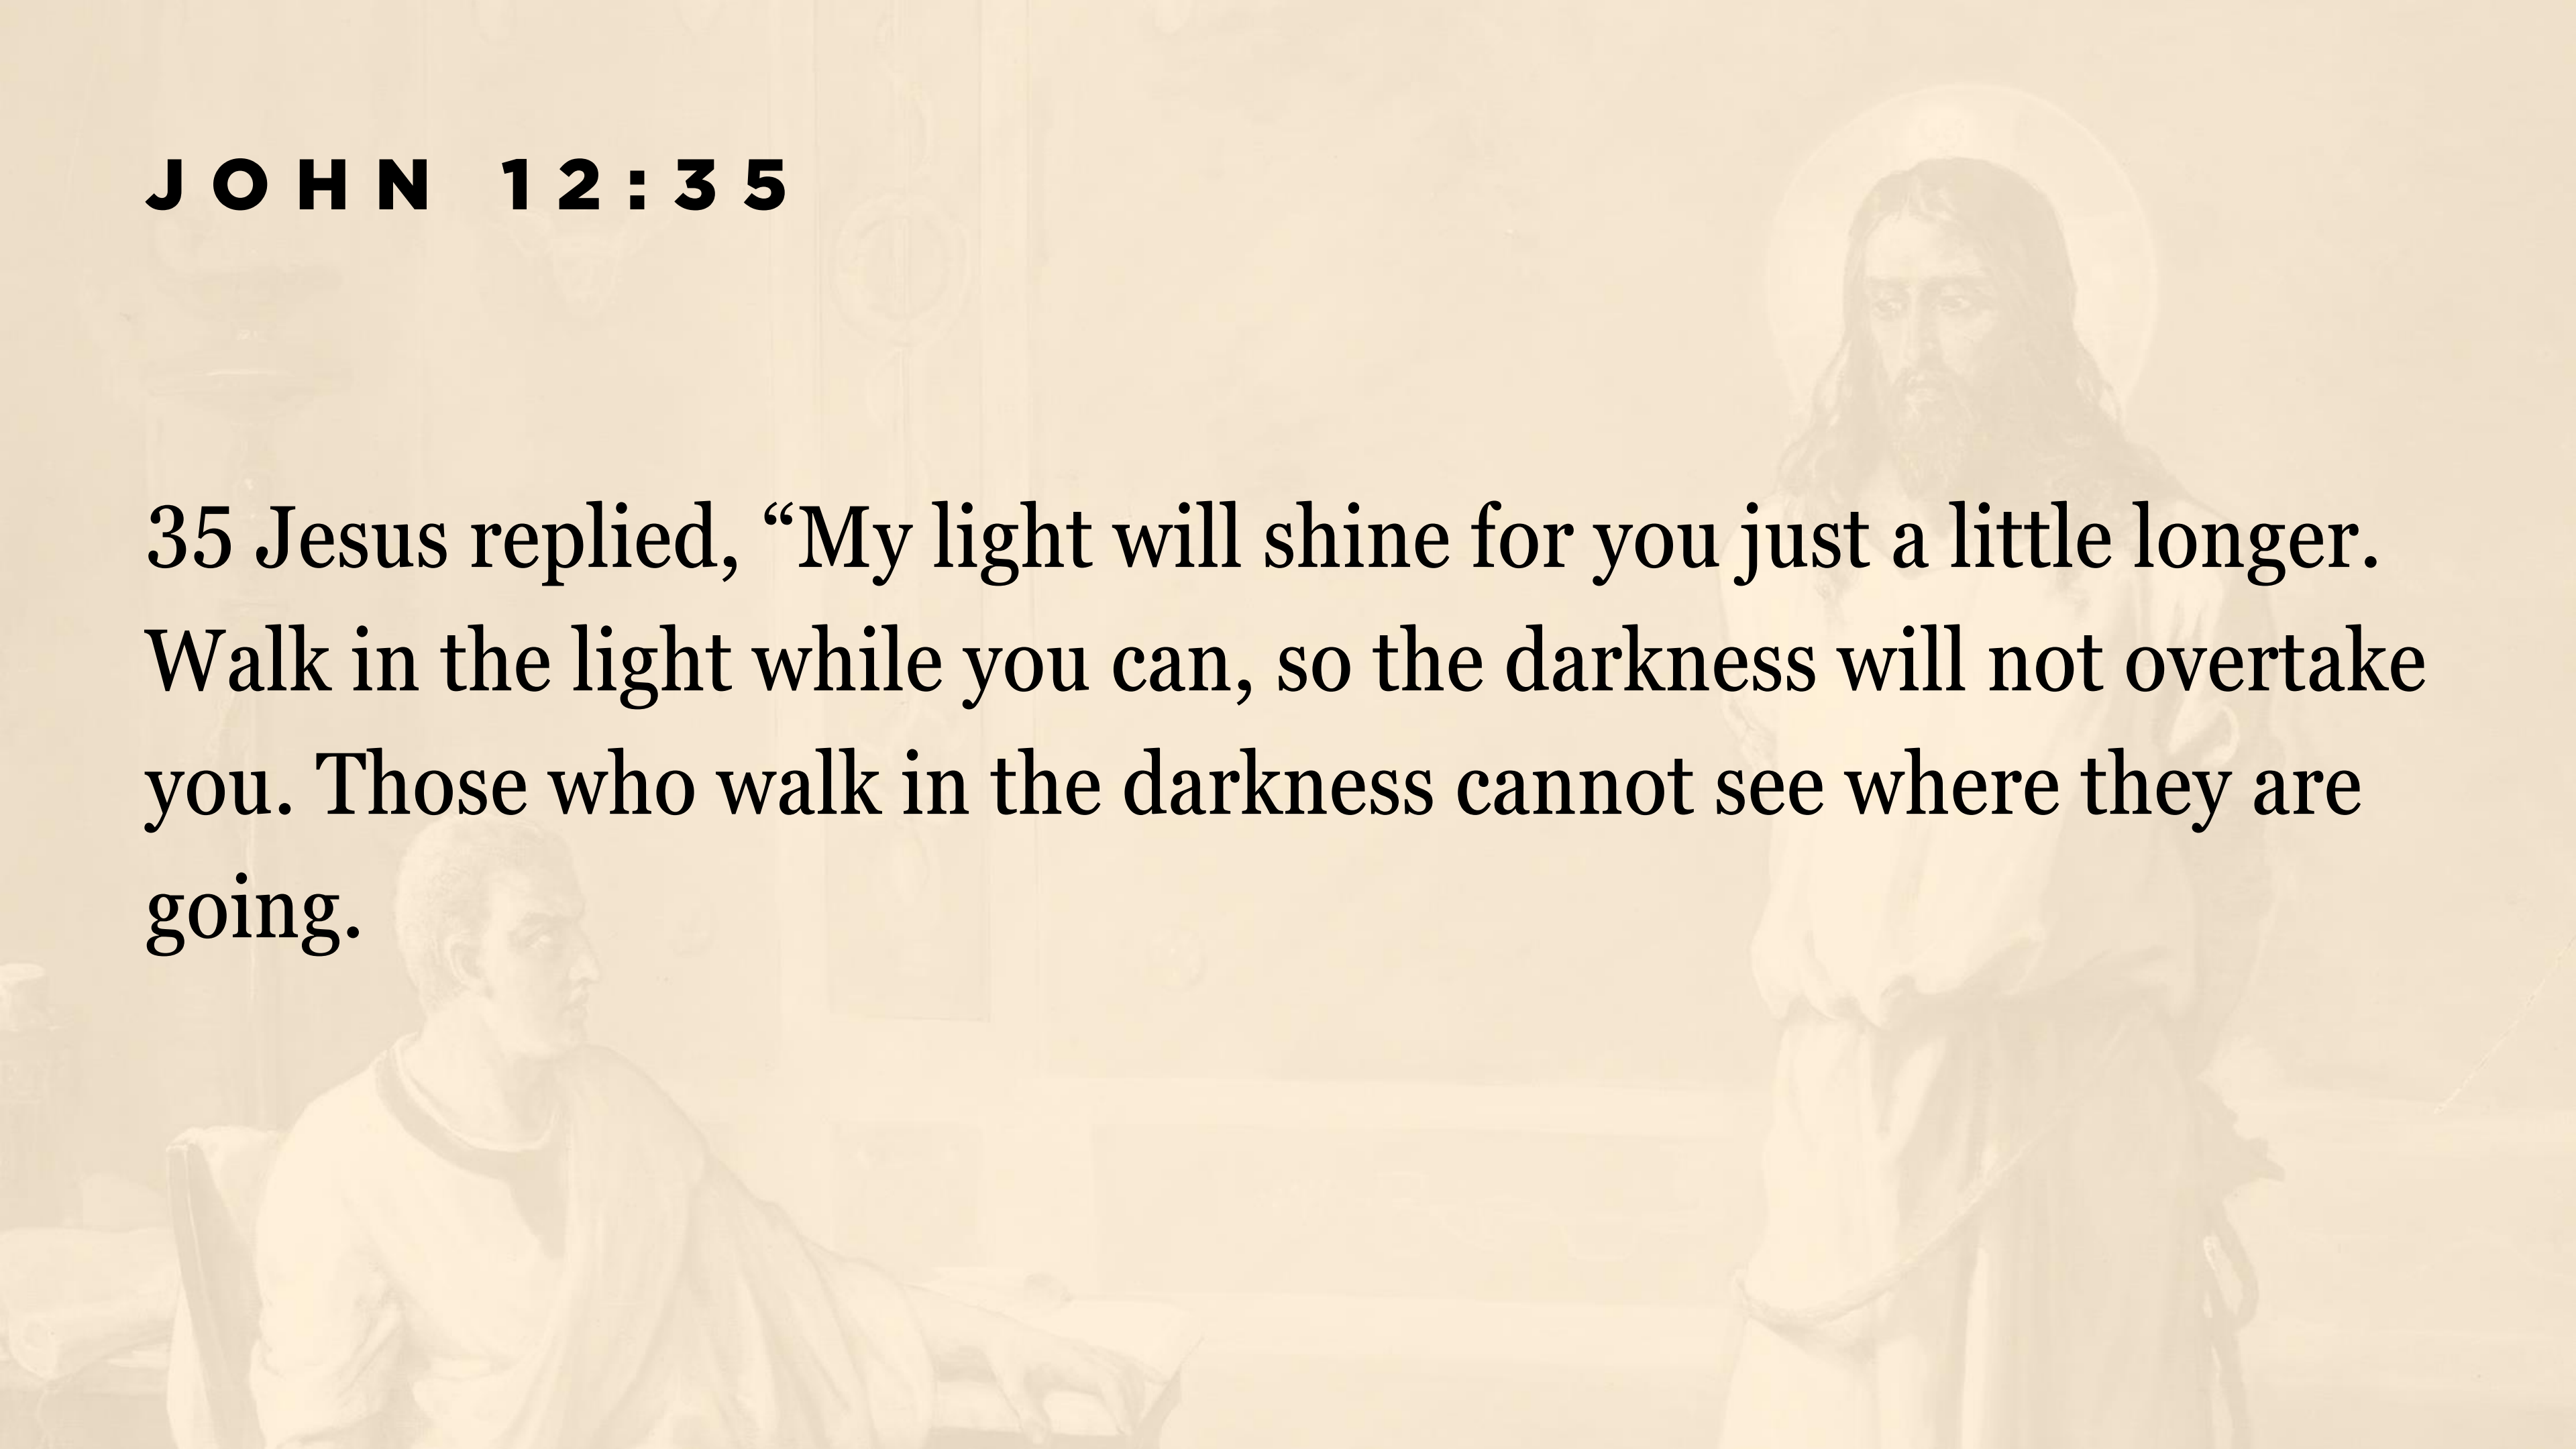 JOHN 12:35
35 Jesus replied, “My light will shine for you just a little longer.
Walk in the light while you can, so the darkness will not overtake
you. Those who walk in the darkness cannot see where they are
going.